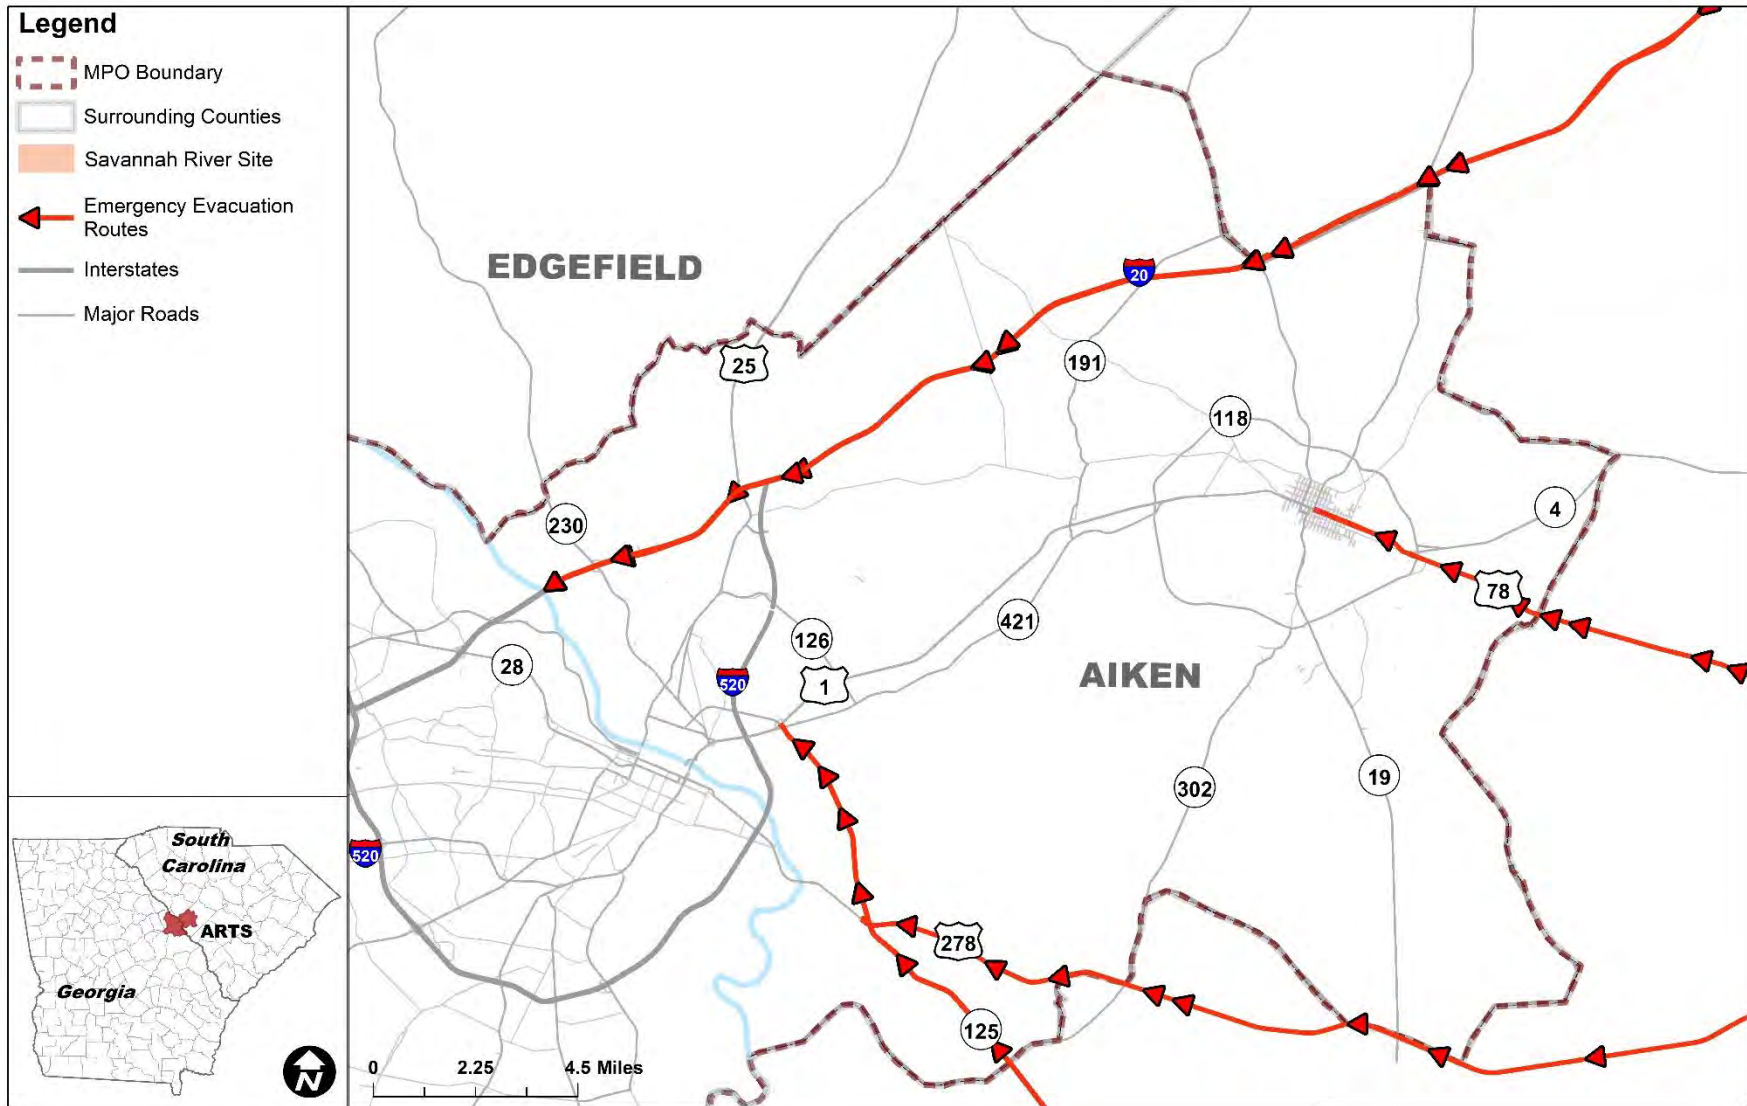 Legend
MPO Boundary
Surrounding Counties
Savannah River Site
Emergency Evacuation
Routes
Interstates
Major Roads
EDGEFIELD
20
25
191
118
4
230
78
421
126
28
1
520
AIKEN
302
19
520
278
125
South
Carolina
ARTS
Georgia
N
0
2.25
4.5 Miles